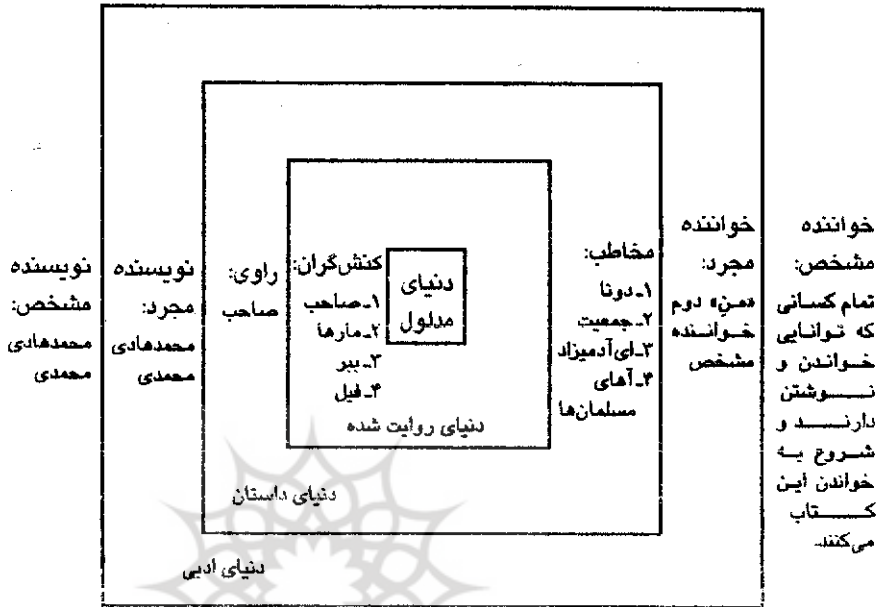 خواننده
مشخص:
تمام کسانی
که توانایی
خواندن و
نوشتن
دارند و
شروع به
خواندن این
کتاب
می‌کنند.
خواننده
مجرد:
«من» دوم
خواننده
مشخص
مخاطب:
۱ـ دونا
۲ـ جمعیت
۳ـ ای آدمیزاد
۴ـ آهای
مسلمان‌ها
دنیای
مدلول
کنش‌گران:
۱ـ صاحب
۲ـ مارها
۳ـ ببر
۴ـ فیل
دنیای روایت شده
راوی:
صاحب
دنیای داستان
نویسنده
مجرد:
محمدهادی
محمدی
دنیای ادبی
نویسنده
مشخص:
محمدهادی
محمدی